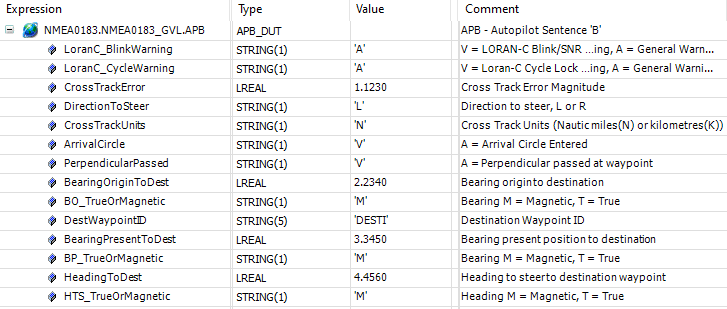 Expression Type Value Comment
NMEA0183.NMEA0183_GVL.APB APB_DUT APB - Autopilot Sentence 'B'
LoranC_BlinkWarning STRING(1) 'A' V = LORAN-C Blink/SNR ...ing, A = General Warn...
LoranC_CycleWarning STRING(1) 'A' V = Loran-C Cycle Lock ...ing, A = General Warni...
CrossTrackError LREAL 1.1230 Cross Track Error Magnitude
DirectionToSteer STRING(1) 'L' Direction to steer, L or R
CrossTrackUnits STRING(1) 'N' Cross Track Units (Nautic miles(N) or kilometres(K))
ArrivalCircle STRING(1) 'V' A = Arrival Circle Entered
PerpendicularPassed STRING(1) 'V' A = Perpendicular passed at waypoint
BearingOriginToDest LREAL 2.2340 Bearing origin to destination
BO_TrueOrMagnetic STRING(1) 'M' Bearing M = Magnetic, T = True
DestWaypointID STRING(5) 'DESTI' Destination Waypoint ID
BearingPresentToDest LREAL 3.3450 Bearing present position to destination
BP_TrueOrMagnetic STRING(1) 'M' Bearing M = Magnetic, T = True
HeadingToDest LREAL 4.4560 Heading to steer to destination waypoint
HTS_TrueOrMagnetic STRING(1) 'M' Heading M = Magnetic, T = True